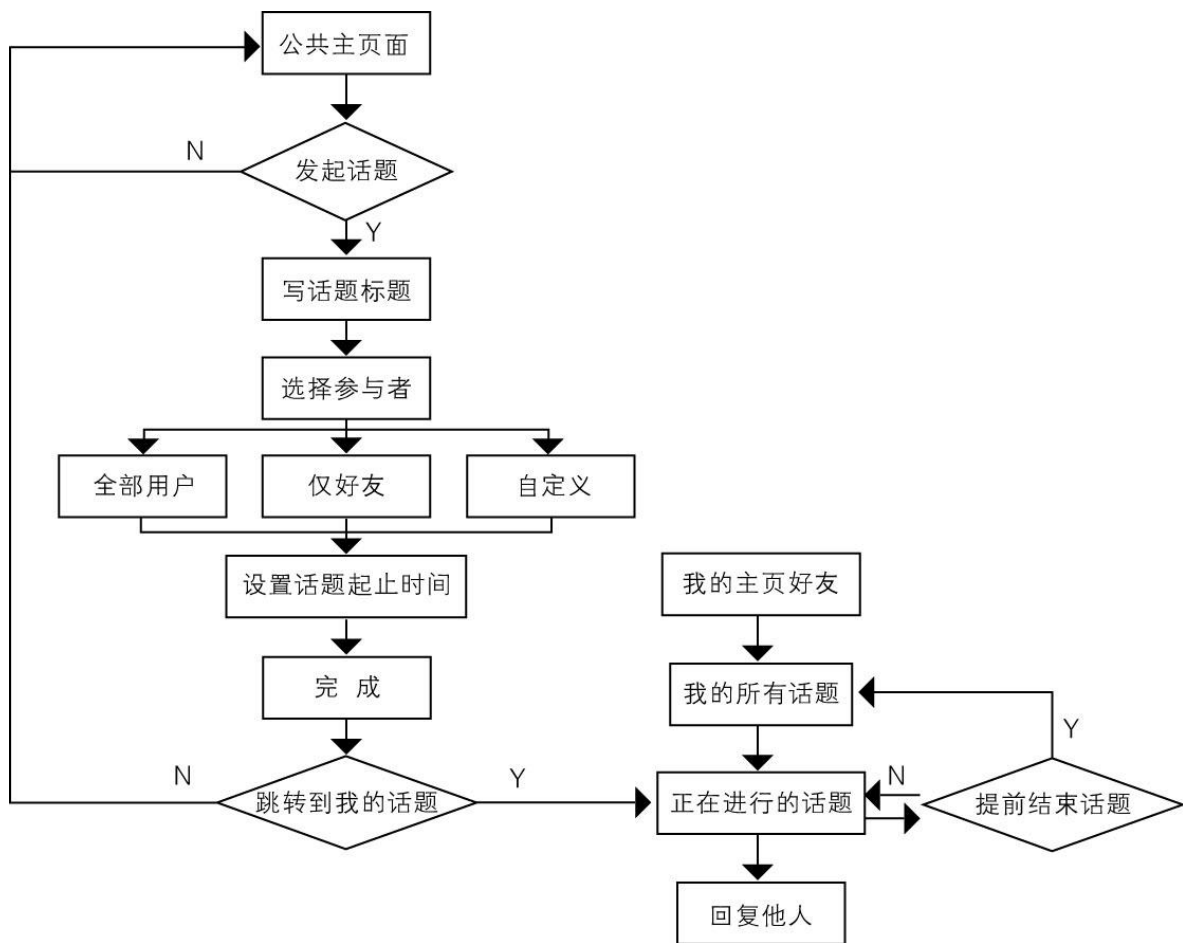 公共主页面
N
发起话题
Y
写话题标题
选择参与者
全部用户
仅好友
自定义
设置话题起止时间
我的主页好友
完 成
我的所有话题
Y
N
跳转到我的话题
Y
正在进行的话题
N
提前结束话题
回复他人